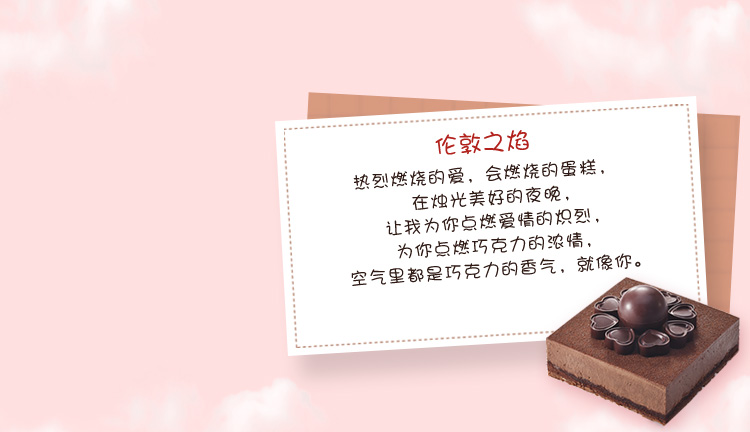 伦敦之焰
热烈燃烧的爱，会燃烧的蛋糕，
在烛光美好的夜晚，
让我为你点燃爱情的炽烈，
为你点燃巧克力的浓情，
空气里都是巧克力的香气，就像你。